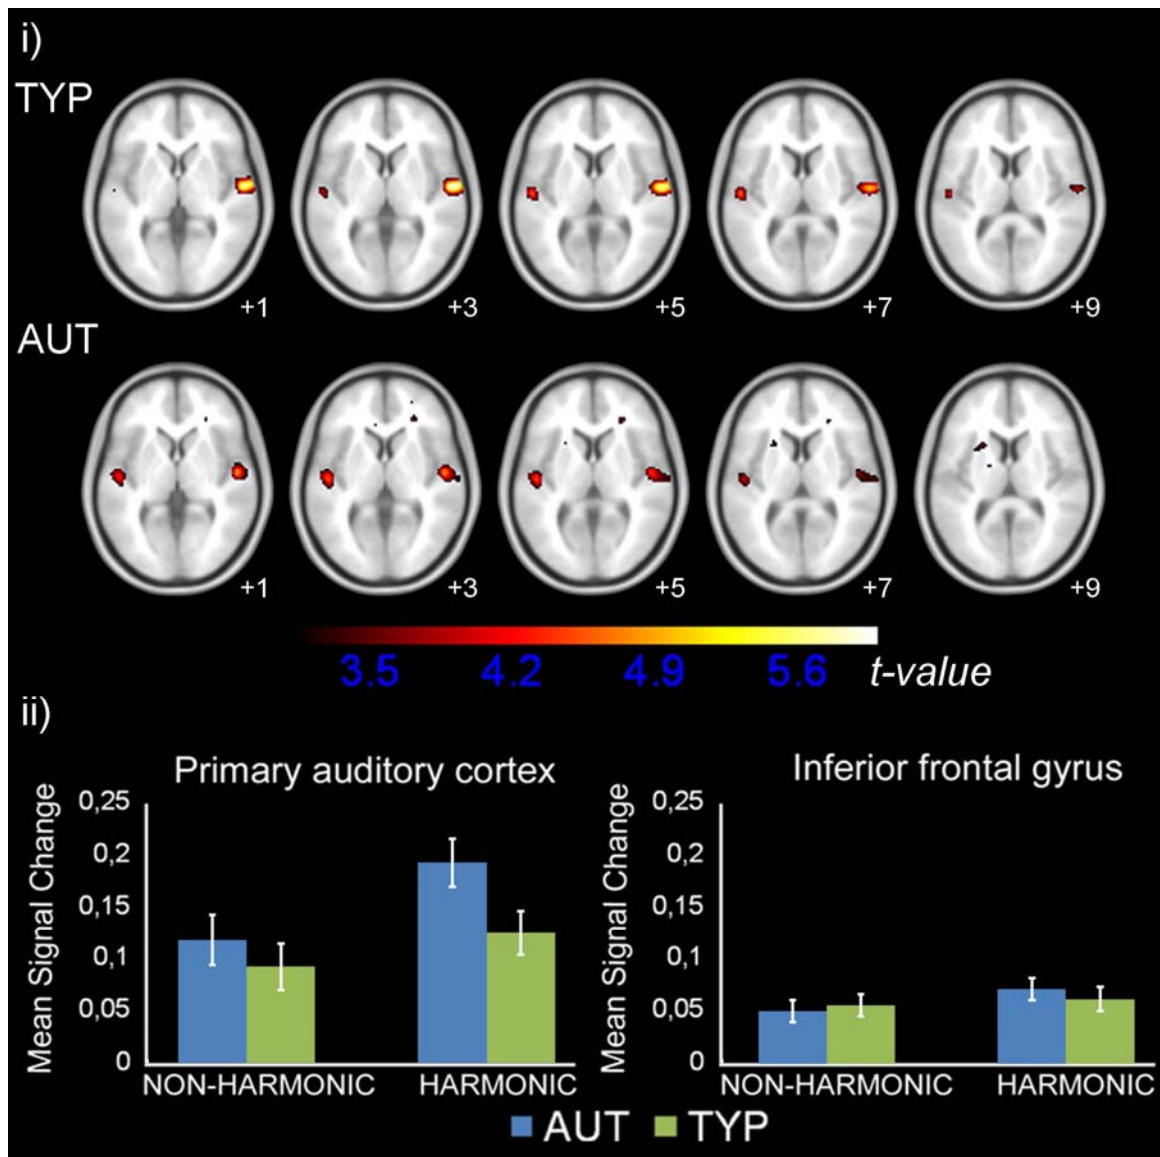 i)
TYP
+1 +3 +5 +7 +9
AUT
+1 +3 +5 +7 +9
3.5 4.2 4.9 5.6 t-value
ii)
Primary auditory cortex
Mean Signal Change
0,25
0,2
0,15
0,1
0,05
0
NON-HARMONIC HARMONIC
Inferior frontal gyrus
Mean Signal Change
0,25
0,2
0,15
0,1
0,05
0
NON-HARMONIC HARMONIC
AUT TYP